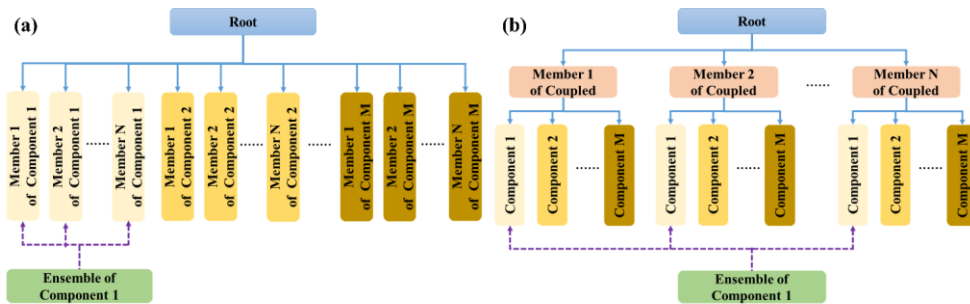 (a)
Root
Member 1
of Component 1
Member 2
of Component 1
......
Member N
of Component 1
Member 1
of Component 2
Member 2
of Component 2
......
Member N
of Component 2
......
Member 1
of Component M
Member 2
of Component M
......
Member N
of Component M
Ensemble of
Component 1
(b)
Root
Member 1
of Coupled
Member 2
of Coupled
......
Member N
of Coupled
Component 1
Component 2
......
Component M
Component 1
Component 2
......
Component M
Component 1
Component 2
......
Component M
Ensemble of
Component 1